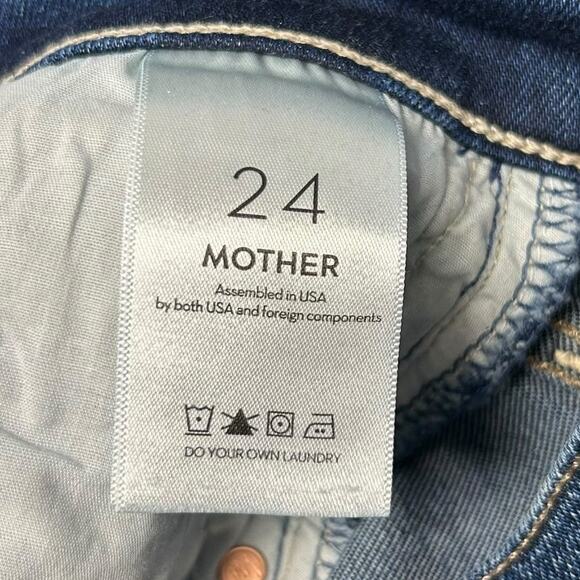 24
MOTHER
Assembled in USA
by both USA and foreign components
DO YOUR OWN LAUNDRY